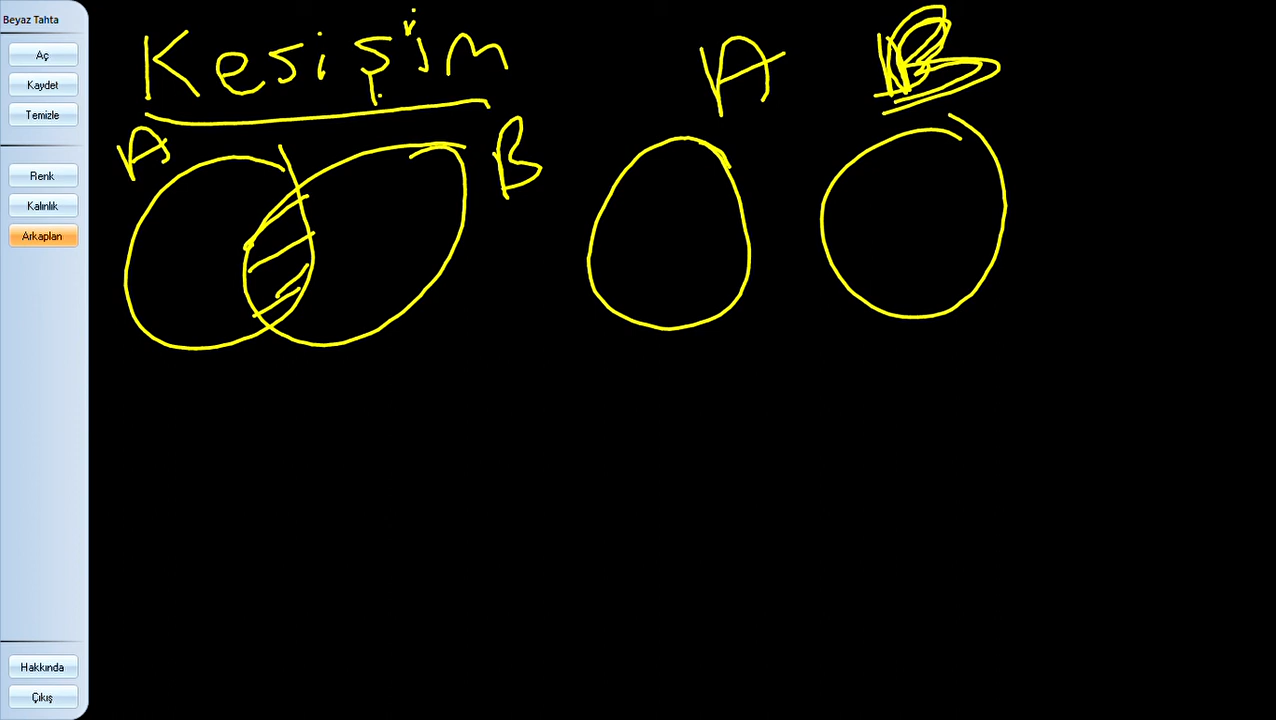 Beyaz Tahta
Aç
Kaydet
Temizle
Renk
Kalınlık
Arkaplan
Hakkında
Çıkış
Kesişim
A
B
A
B